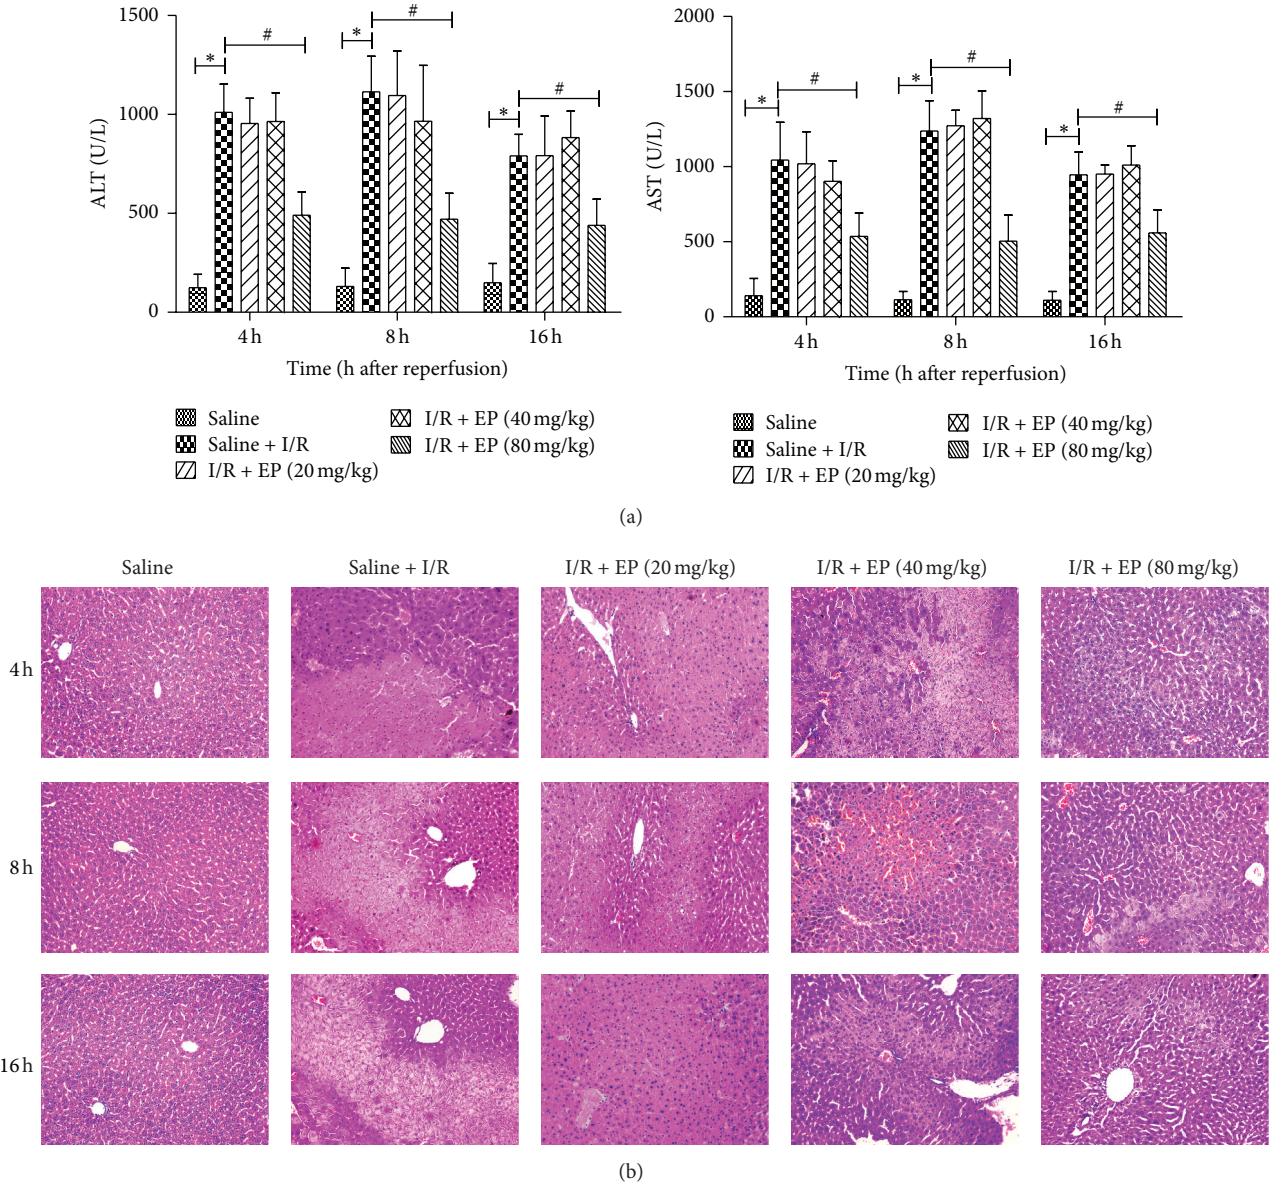 1500
1000
500
0
ALT (U/L)
* # * # * #
4 h 8 h 16 h
Time (h after reperfusion)
Saline
Saline + I/R
I/R + EP (20 mg/kg)
I/R + EP (40 mg/kg)
I/R + EP (80 mg/kg)
2000
1500
1000
500
0
AST (U/L)
* # * # * #
4 h 8 h 16 h
Time (h after reperfusion)
Saline
Saline + I/R
I/R + EP (20 mg/kg)
I/R + EP (40 mg/kg)
I/R + EP (80 mg/kg)
(a)
Saline Saline + I/R I/R + EP (20 mg/kg) I/R + EP (40 mg/kg) I/R + EP (80 mg/kg)
4 h
8 h
16 h
(b)